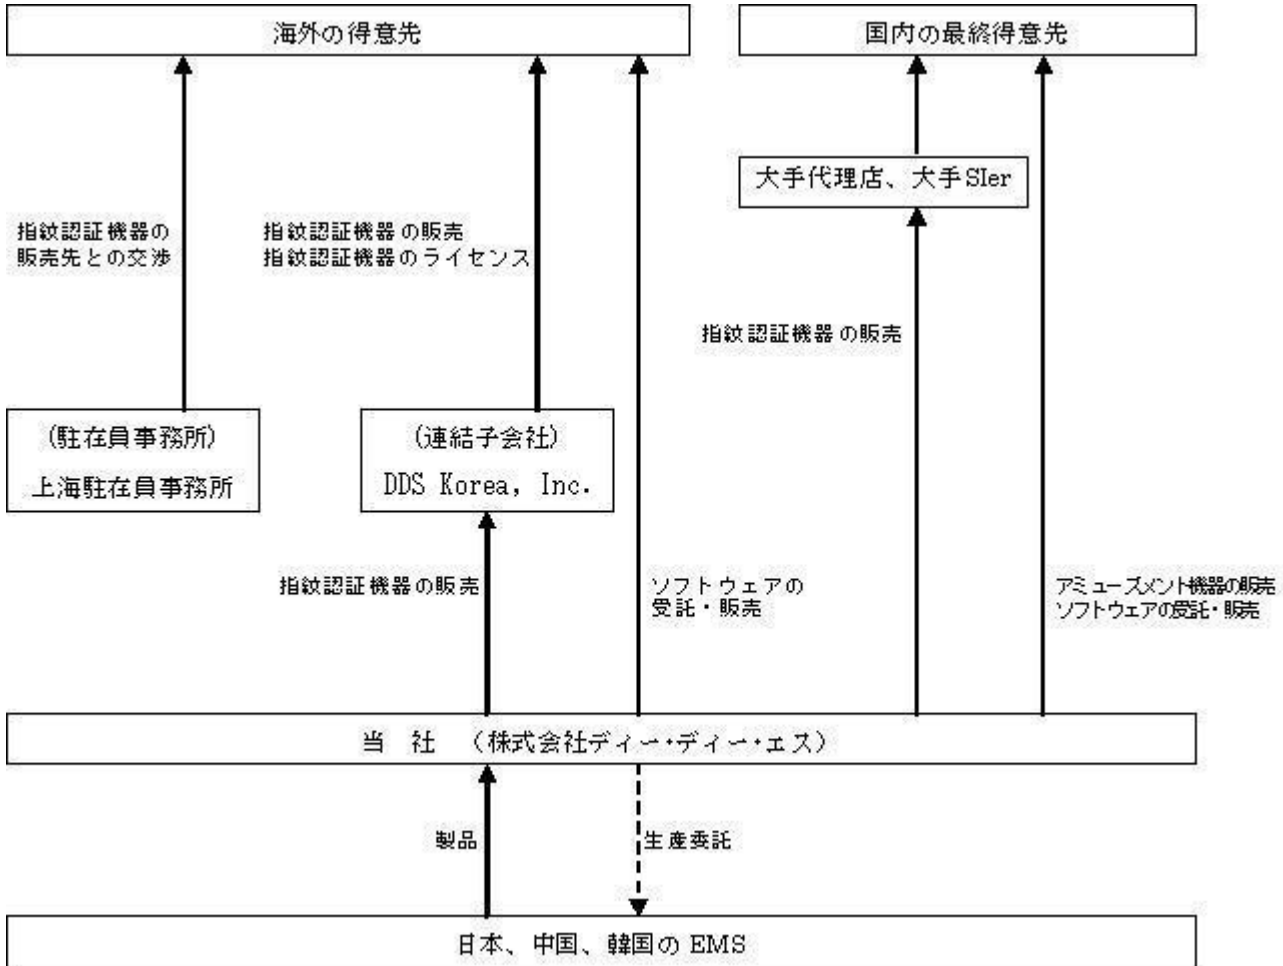 海外の得意先
国内の最終得意先
大手代理店、大手SIer
指紋認証機器の
販売先との交渉
指紋認証機器の販売
指紋認証機器のライセンス
指紋認証機器の販売
(駐在員事務所)
上海駐在員事務所
(連結子会社)
DDS Korea, Inc.
指紋認証機器の販売
ソフトウェアの
受託・販売
アミューズメント機器の販売
ソフトウェアの受託・販売
当 社 (株式会社ディー・ディー・エス)
製品
生産委託
日本、中国、韓国の EMS